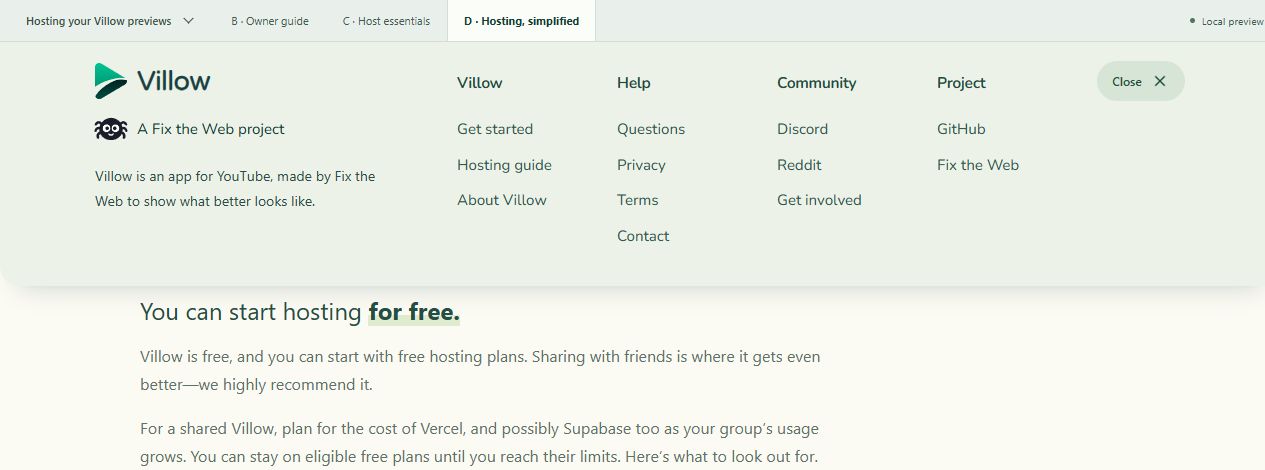 Hosting your Villow previews
B · Owner guide
C · Host essentials
D · Hosting, simplified
Local preview
Villow
A Fix the Web project
Villow is an app for YouTube, made by Fix the
Web to show what better looks like.
Villow
Get started
Hosting guide
About Villow
Help
Questions
Privacy
Terms
Contact
Community
Discord
Reddit
Get involved
Project
GitHub
Fix the Web
Close
You can start hosting for free.
Villow is free, and you can start with free hosting plans. Sharing with friends is where it gets even
better—we highly recommend it.
For a shared Villow, plan for the cost of Vercel, and possibly Supabase too as your group’s usage
grows. You can stay on eligible free plans until you reach their limits. Here’s what to look out for.